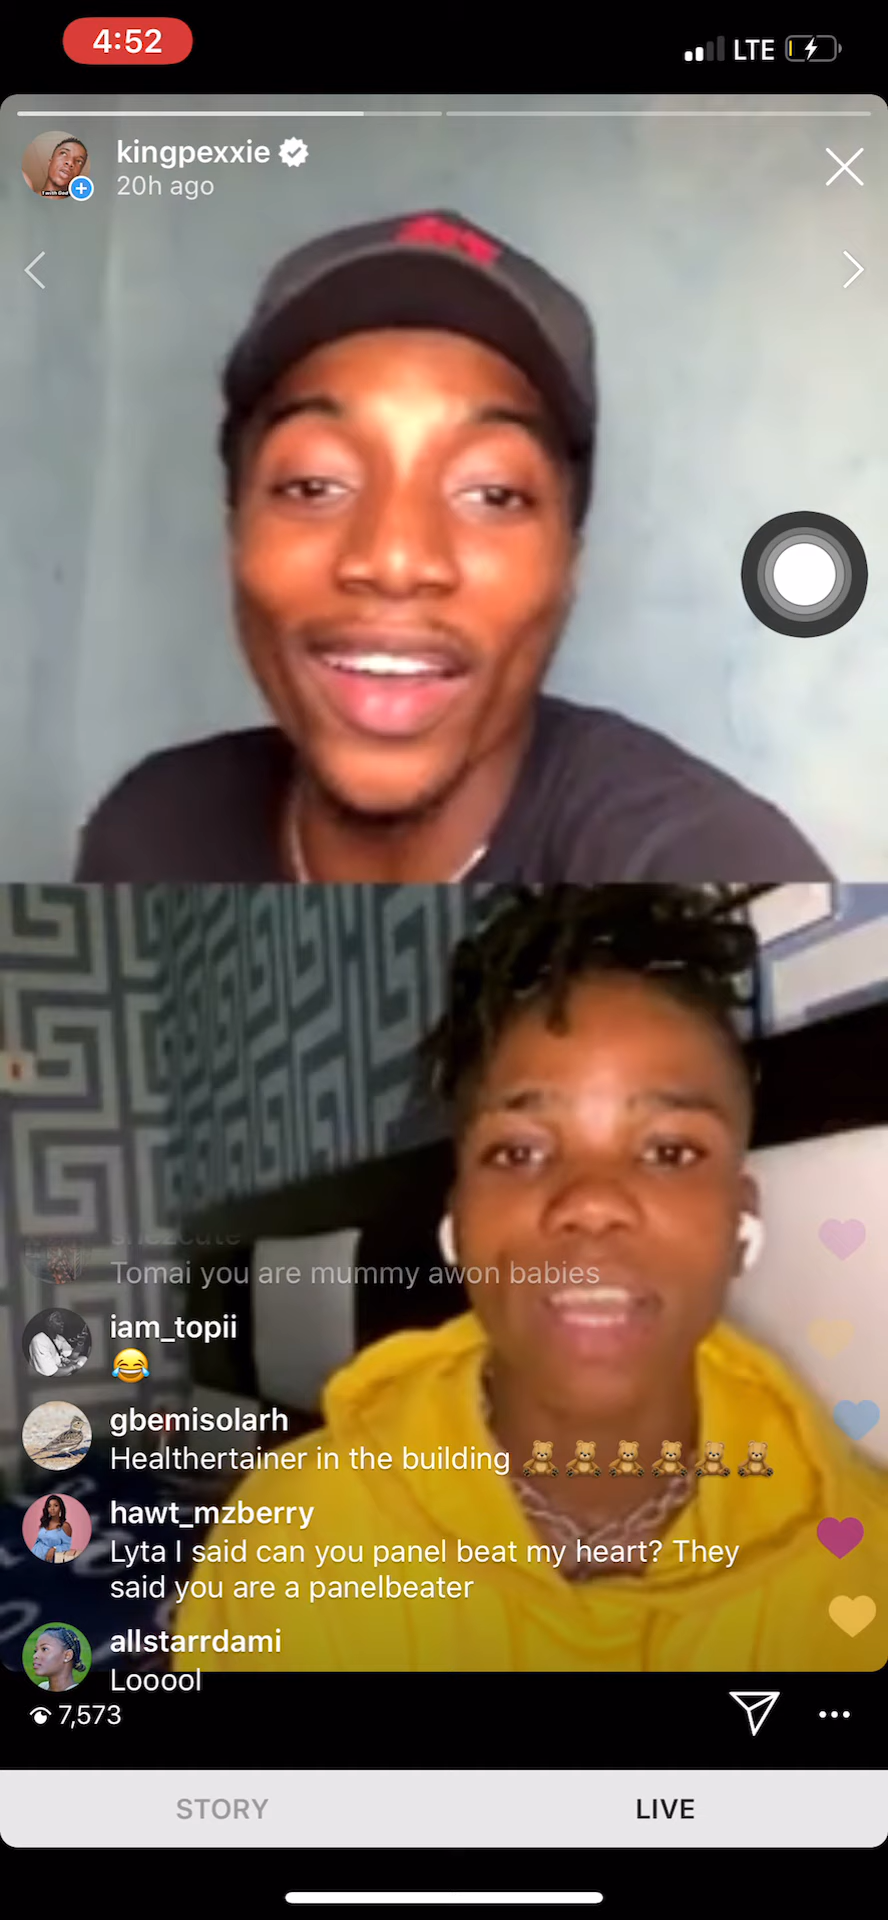 4:52
LTE
kingpexxie
20h ago
Tomai you are mummy awon babies
iam_topii
😂
gbemisolarh
Healthertainer in the building 🧸🧸🧸🧸🧸🧸
hawt_mzberry
Lyta I said can you panel beat my heart? They
said you are a panelbeater
allstarrdami
Looool
7,573
STORY
LIVE